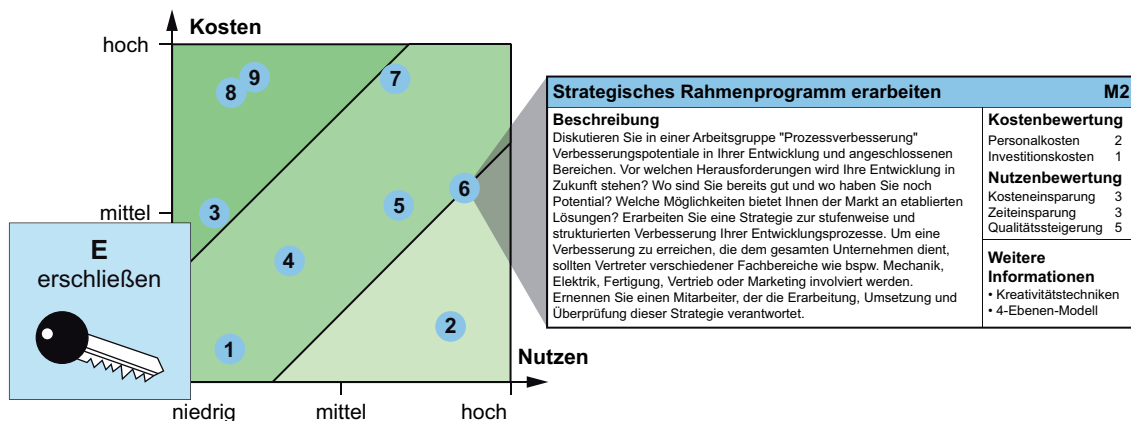 Kosten
hoch
mittel
9
8
7
6
3
5
4
2
1
E
erschließen
Nutzen
niedrig
mittel
hoch
Strategisches Rahmenprogramm erarbeiten M2
Beschreibung
Diskutieren Sie in einer Arbeitsgruppe "Prozessverbesserung"
Verbesserungspotentiale in Ihrer Entwicklung und angeschlossenen
Bereichen. Vor welchen Herausforderungen wird Ihre Entwicklung in
Zukunft stehen? Wo sind Sie bereits gut und wo haben Sie noch
Potential? Welche Möglichkeiten bietet Ihnen der Markt an etablierten
Lösungen? Erarbeiten Sie eine Strategie zur stufenweise und
strukturierten Verbesserung Ihrer Entwicklungsprozesse. Um eine
Verbesserung zu erreichen, die dem gesamten Unternehmen dient,
sollten Vertreter verschiedener Fachbereiche wie bspw. Mechanik,
Elektrik, Fertigung, Vertrieb oder Marketing involviert werden.
Ernennen Sie einen Mitarbeiter, der die Erarbeitung, Umsetzung und
Überprüfung dieser Strategie verantwortet.
Kostenbewertung
Personalkosten 2
Investitionskosten 1
Nutzenbewertung
Kosteneinsparung 3
Zeiteinsparung 3
Qualitätssteigerung 5
Weitere
Informationen
• Kreativitätstechniken
• 4-Ebenen-Modell